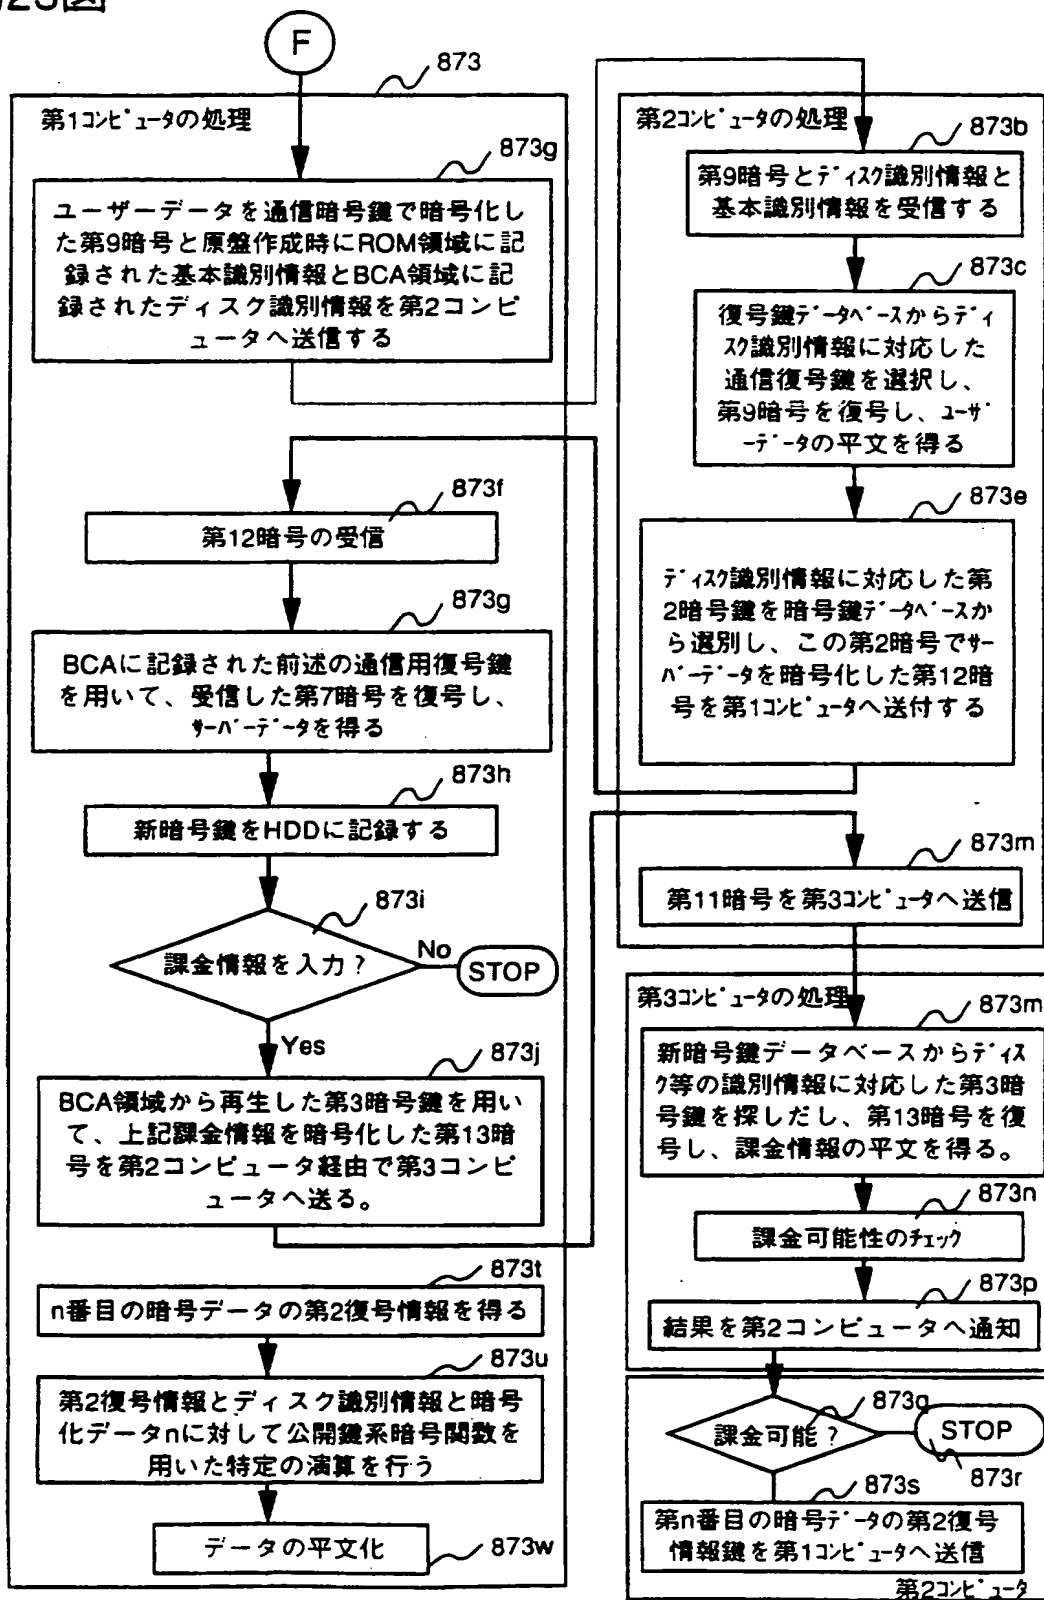 23図
F
873
第1ｺﾝﾋﾟｭｰﾀの処理
873g
ユーザーデータを通信暗号鍵で暗号化し
た第9暗号と原盤作成時にROM領域に記
録された基本識別情報とBCA領域に記
録されたディスク識別情報を第2コンピ
ュータへ送信する
873f
第12暗号の受信
873g
BCAに記録された前述の通信用復号鍵
を用いて、受信した第7暗号を復号し、
ｻｰﾊﾞｰﾃﾞｰﾀを得る
873h
新暗号鍵をHDDに記録する
873i
課金情報を入力？
No
STOP
Yes
873j
BCA領域から再生した第3暗号鍵を用い
て、上記課金情報を暗号化した第13暗
号を第2コンピュータ経由で第3コンピ
ュータへ送る。
873t
n番目の暗号データの第2復号情報を得る
873u
第2復号情報とディスク識別情報と暗号
化データnに対して公開鍵系暗号関数を
用いた特定の演算を行う
データの平文化
873w
第2ｺﾝﾋﾟｭｰﾀの処理
873b
第9暗号とﾃﾞｨｽｸ識別情報と
基本識別情報を受信する
873c
復号鍵ﾃﾞｰﾀﾍﾞｰｽからﾃﾞｨ
ｽｸ識別情報に対応した
通信復号鍵を選択し、
第9暗号を復号し、ﾕｰｻﾞ
ｰﾃﾞｰﾀの平文を得る
873e
ﾃﾞｨｽｸ識別情報に対応した第
2暗号鍵を暗号鍵ﾃﾞｰﾀﾍﾞｰｽか
ら選別し、この第2暗号でｻｰ
ﾊﾞｰﾃﾞｰﾀを暗号化した第12暗
号を第1ｺﾝﾋﾟｭｰﾀへ送付する
873m
第11暗号を第3ｺﾝﾋﾟｭｰﾀへ送信
第3ｺﾝﾋﾟｭｰﾀの処理
873m
新暗号鍵データベースからﾃﾞｨｽ
ｸ等の識別情報に対応した第3暗
号鍵を探しだし、第13暗号を復
号し、課金情報の平文を得る。
873n
課金可能性のﾁｪｯｸ
873p
結果を第2コンピュータへ通知
873q
課金可能？
STOP
873r
873s
第n番目の暗号データの第2復号
情報鍵を第1ｺﾝﾋﾟｭｰﾀへ送信
第2ｺﾝﾋﾟｭｰﾀ